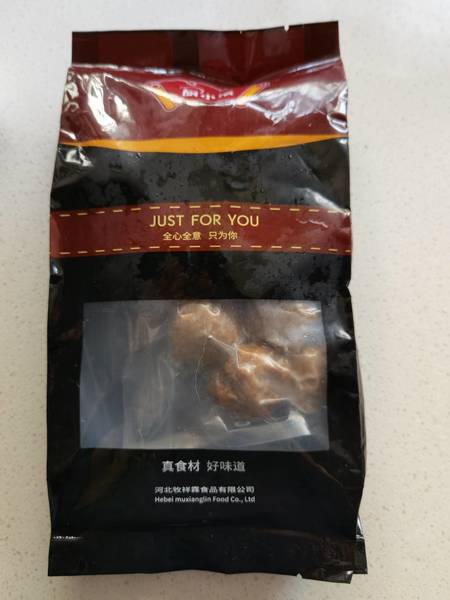 JUST FOR YOU
全心全意 只为你
真食材 好味道
河北牧祥霖食品有限公司
Hebei muxianglin Food Co., Ltd